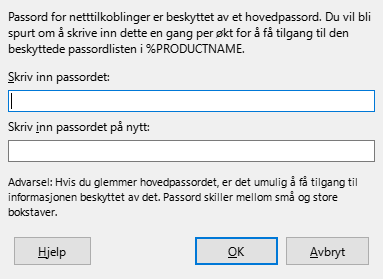 Passord for netttilkoblinger er beskyttet av et hovedpassord. Du vil bli
spurt om å skrive inn dette en gang per økt for å få tilgang til den
beskyttede passordlisten i %PRODUCTNAME.
Skriv inn passordet:
Skriv inn passordet på nytt:
Advarsel: Hvis du glemmer hovedpassordet, er det umulig å få tilgang til
informasjonen beskyttet av det. Passord skiller mellom små og store
bokstaver.
Hjelp
OK
Avbryt